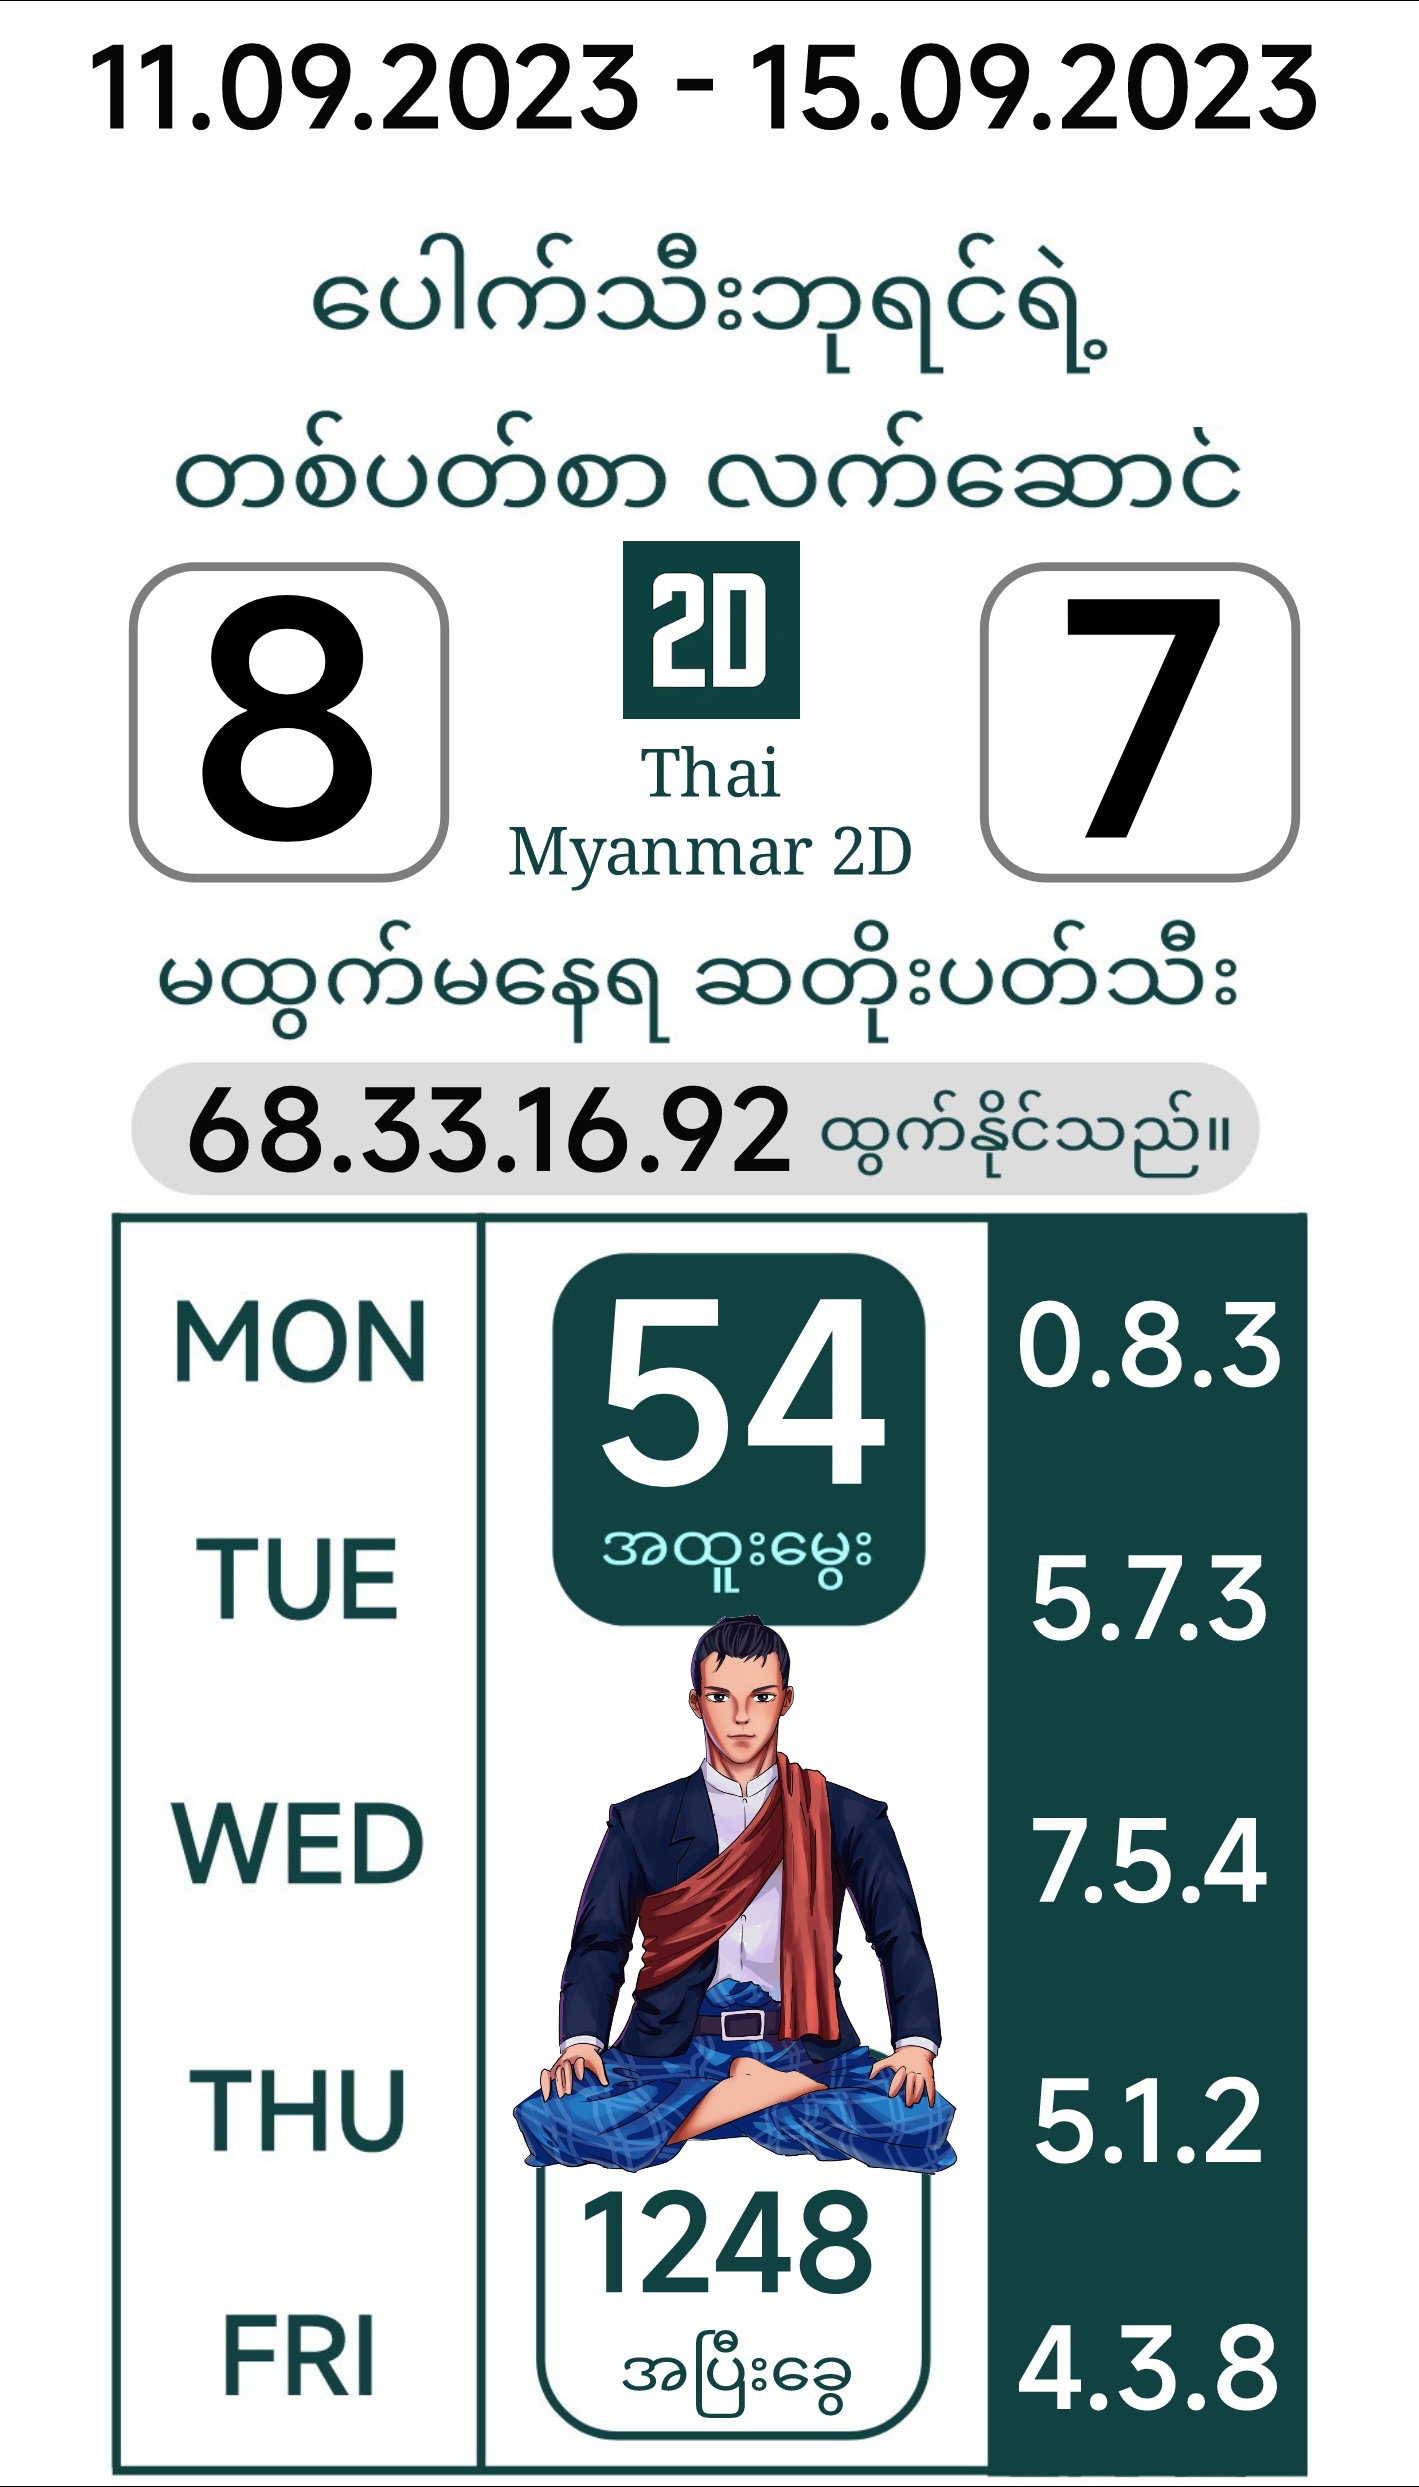 11.09.2023 - 15.09.2023
ပေါက်သီးဘုရင်ရဲ့
တစ်ပတ်စာ လက်ဆောင်
8
2D
7
Thai
Myanmar 2D
မထွက်မနေရ ဆတိုးပတ်သီး
68.33.16.92 ထွက်နိုင်သည်။
MON
54
0.8.3
အထူးမွေး
TUE
5.7.3
WED
7.5.4
THU
5.1.2
1248
FRI
အပြီးခွေ
4.3.8